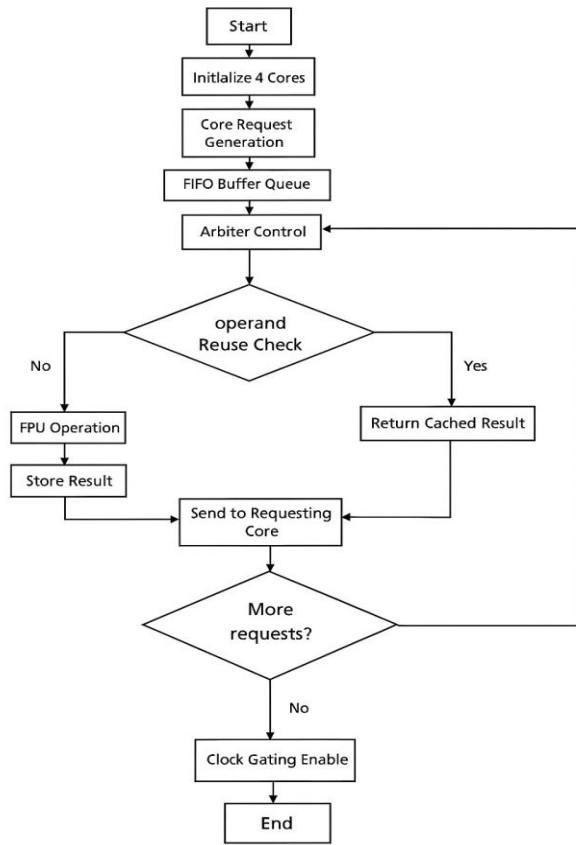 Start
Initlalize 4 Cores
Core Request
Generation
FIFO Buffer Queue
Arbiter Control
operand
Reuse Check
No
Yes
FPU Operation
Return Cached Result
Store Result
Send to Requesting
Core
More
requests?
No
Clock Gating Enable
End